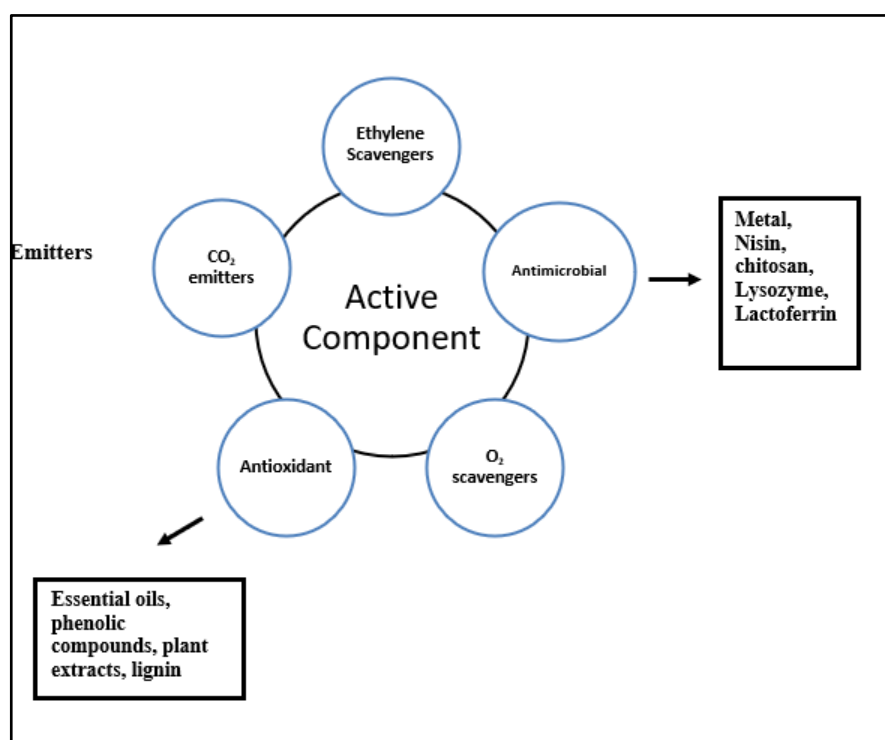 Ethylene
Scavengers
Emitters
CO₂
emitters
Antimicrobial
Metal,
Nisin,
chitosan,
Lysozyme,
Lactoferrin
Active
Component
Antioxidant
O₂
scavengers
Essential oils,
phenolic
compounds, plant
extracts, lignin